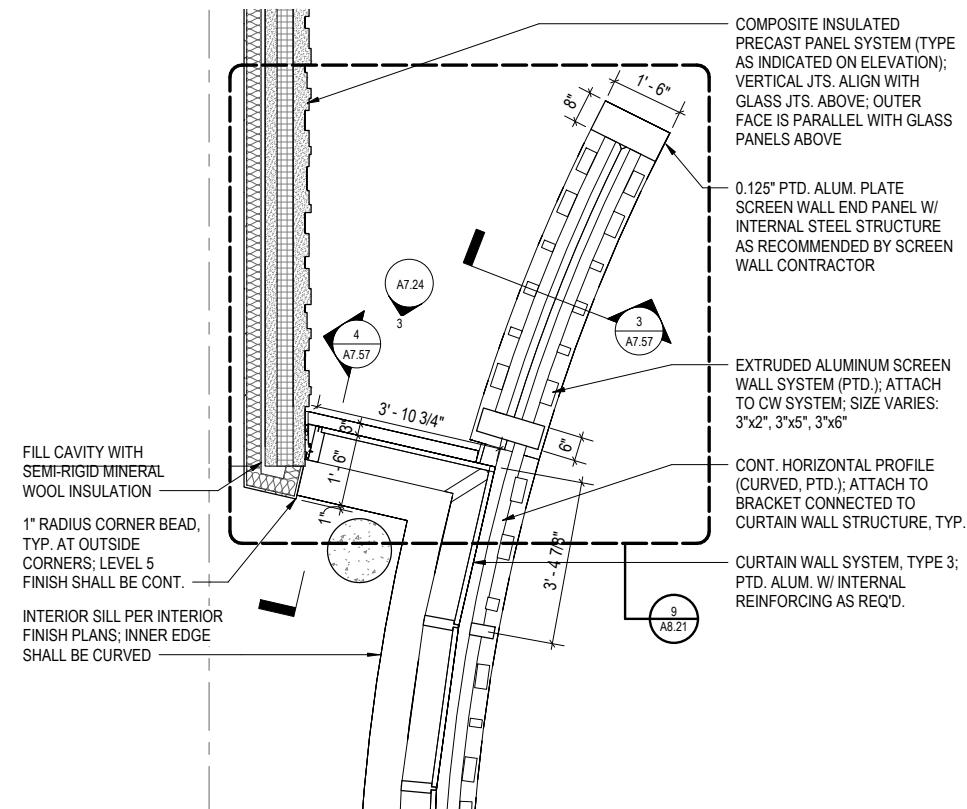 COMPOSITE INSULATED
PRECAST PANEL SYSTEM (TYPE
AS INDICATED ON ELEVATION);
VERTICAL JTS. ALIGN WITH
GLASS JTS. ABOVE; OUTER
FACE IS PARALLEL WITH GLASS
PANELS ABOVE
1' - 6"
8"
0.125" PTD. ALUM. PLATE
SCREEN WALL END PANEL W/
INTERNAL STEEL STRUCTURE
AS RECOMMENDED BY SCREEN
WALL CONTRACTOR
A7.24
3
4
A7.57
3
A7.57
EXTRUDED ALUMINUM SCREEN
WALL SYSTEM (PTD.); ATTACH
TO CW SYSTEM; SIZE VARIES:
3"x2", 3"x5", 3"x6"
3' - 10 3/4"
3"
1' - 6"
1"
6"
3' - 4 7/8"
FILL CAVITY WITH
SEMI-RIGID MINERAL
WOOL INSULATION
1" RADIUS CORNER BEAD,
TYP. AT OUTSIDE
CORNERS; LEVEL 5
FINISH SHALL BE CONT.
INTERIOR SILL PER INTERIOR
FINISH PLANS; INNER EDGE
SHALL BE CURVED
CONT. HORIZONTAL PROFILE
(CURVED, PTD.); ATTACH TO
BRACKET CONNECTED TO
CURTAIN WALL STRUCTURE, TYP.
CURTAIN WALL SYSTEM, TYPE 3;
PTD. ALUM. W/ INTERNAL
REINFORCING AS REQ'D.
9
A8.21